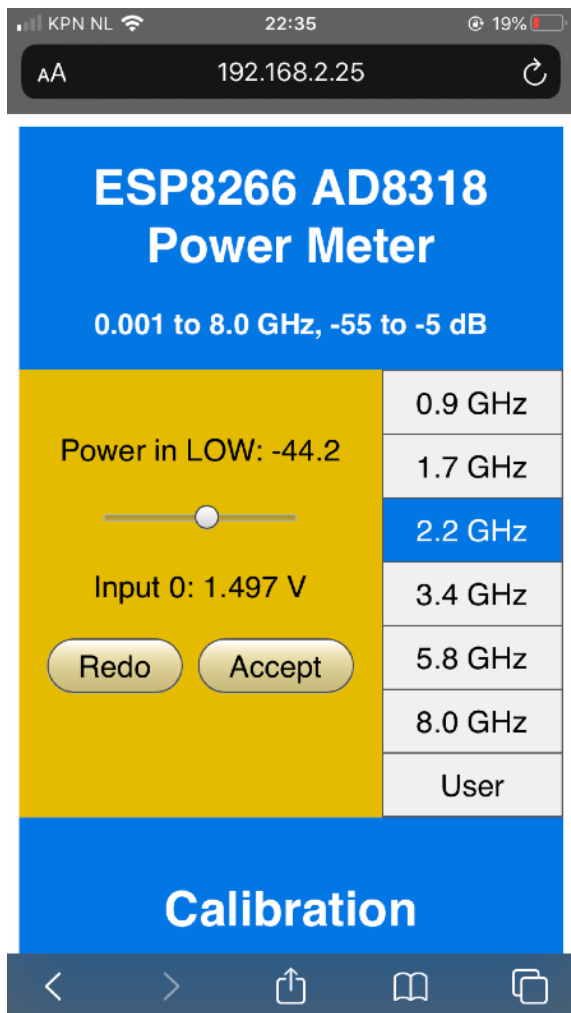 KPN NL 22:35 19%
AA 192.168.2.25
ESP8266 AD8318
Power Meter
0.001 to 8.0 GHz, -55 to -5 dB
Power in LOW: -44.2
Input 0: 1.497 V
Redo Accept
0.9 GHz
1.7 GHz
2.2 GHz
3.4 GHz
5.8 GHz
8.0 GHz
User
Calibration